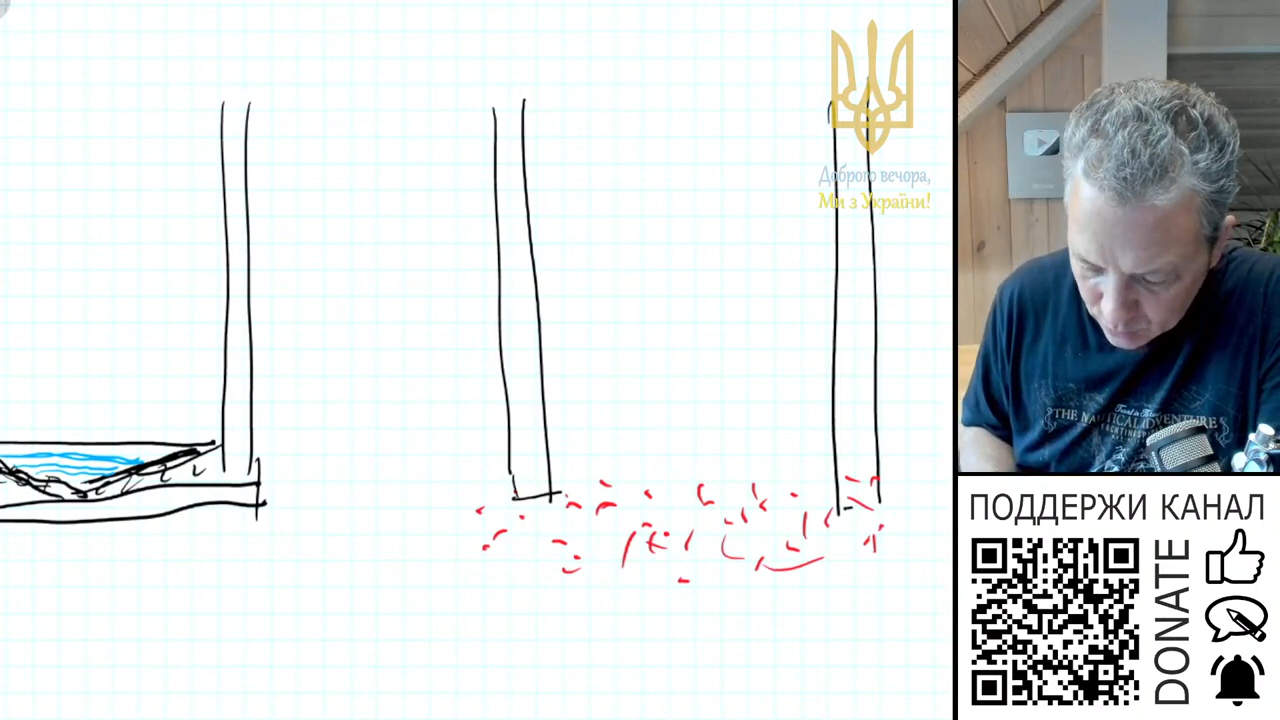 Доброго вечора,
Ми з України!
THE NAUTICAL ADVENTURE
ПОДДЕРЖИ КАНАЛ
DONATE